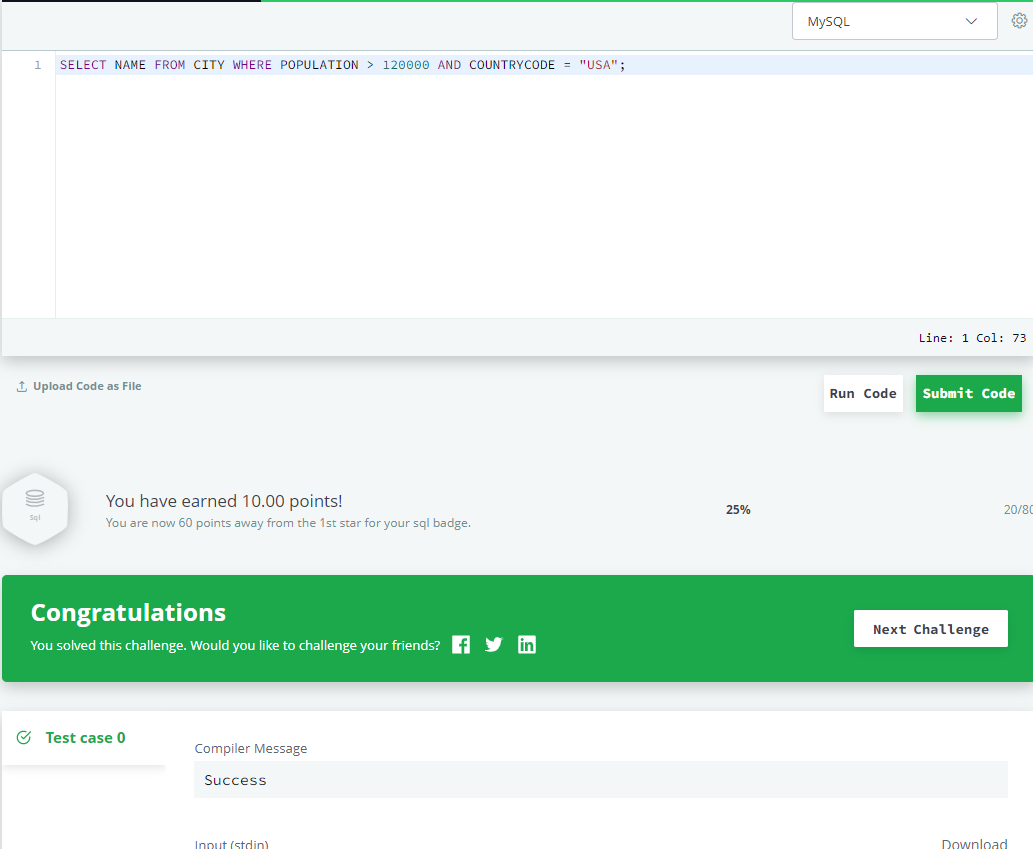 MySQL
1 SELECT NAME FROM CITY WHERE POPULATION > 120000 AND COUNTRYCODE = "USA";
Line: 1 Col: 73
Upload Code as File
Run Code
Submit Code
Sql
You have earned 10.00 points!
You are now 60 points away from the 1st star for your sql badge.
25%
20/80
Congratulations
You solved this challenge. Would you like to challenge your friends?
Next Challenge
Test case 0
Compiler Message
Success
Input (stdin)
Download